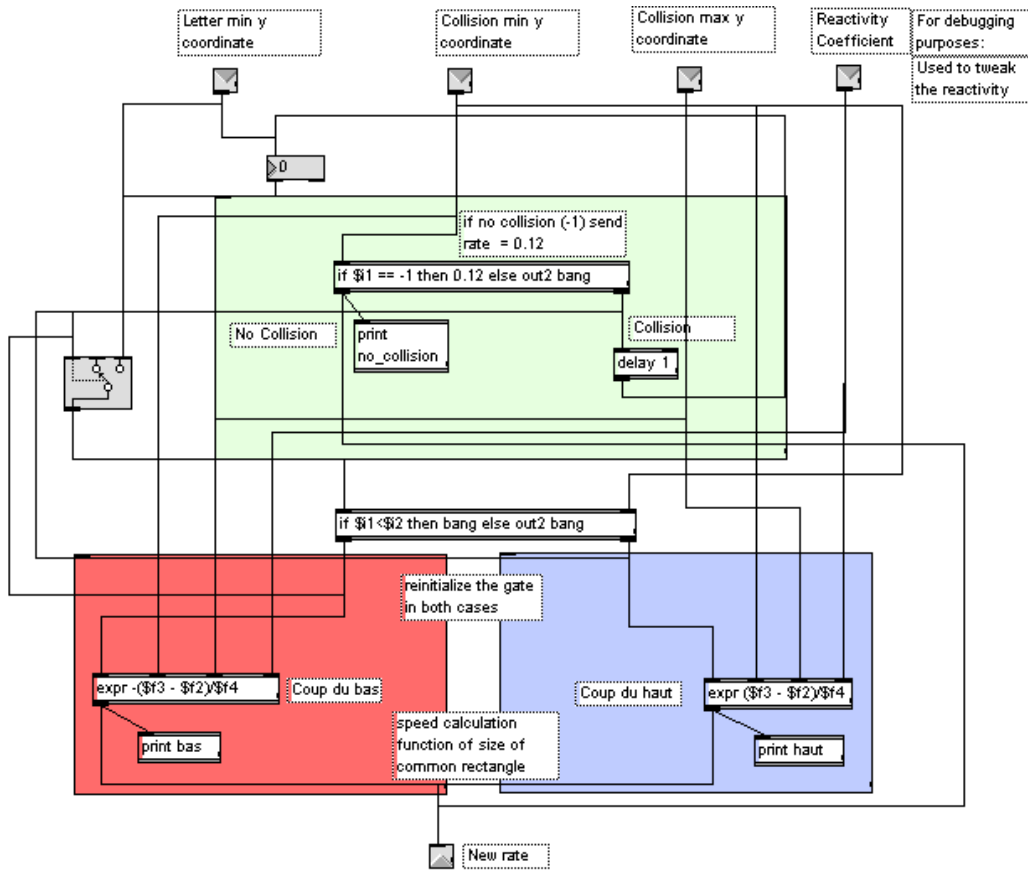 Letter min y
coordinate
Collision min y
coordinate
Collision max y
coordinate
Reactivity
Coefficient
For debugging
purposes:
Used to tweak
the reactivity
0
if no collision (-1) send
rate = 0.12
if $i1 == -1 then 0.12 else out2 bang
No Collision
print
no_collision
Collision
delay 1
if $i1<$i2 then bang else out2 bang
reinitialize the gate
in both cases
expr -($f3 - $f2)/$f4
Coup du bas
Coup du haut
expr ($f3 - $f2)/$f4
print bas
speed calculation
function of size of
common rectangle
print haut
New rate